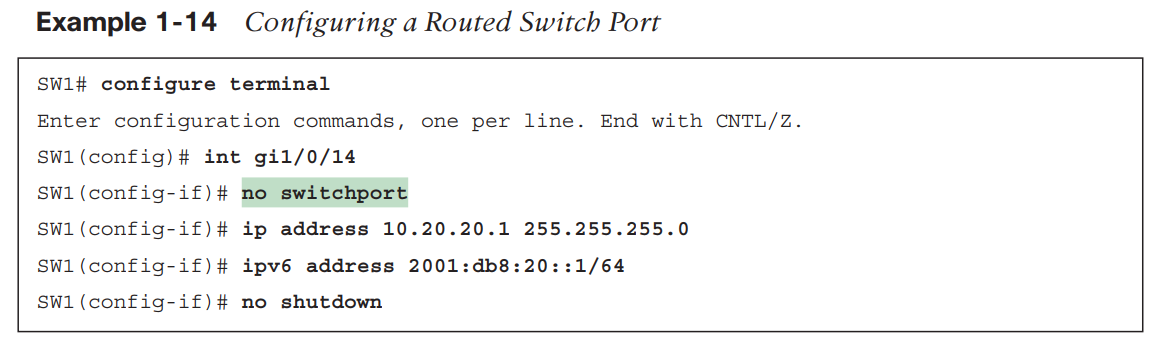 Example 1-14 Configuring a Routed Switch Port
SW1# configure terminal
Enter configuration commands, one per line. End with CNTL/Z.
SW1(config)# int gi1/0/14
SW1(config-if)# no switchport
SW1(config-if)# ip address 10.20.20.1 255.255.255.0
SW1(config-if)# ipv6 address 2001:db8:20::1/64
SW1(config-if)# no shutdown